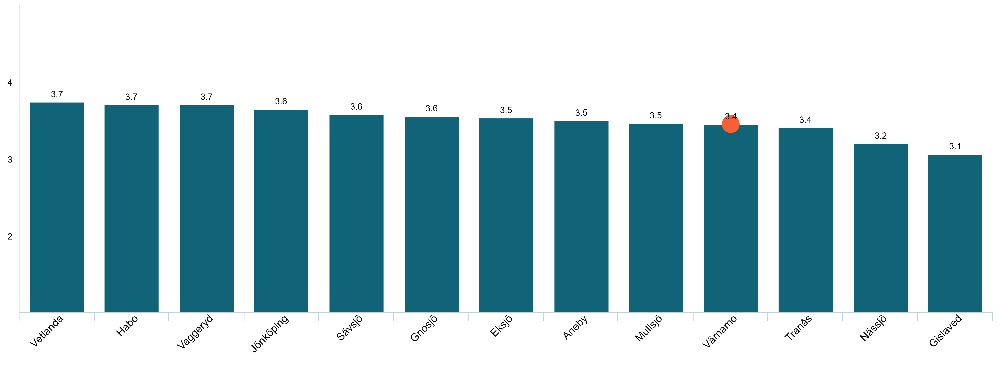 4
3
2
3.7
3.7
3.7
3.6
3.6
3.6
3.5
3.5
3.5
3.4
3.4
3.2
3.1
Vetlanda
Habo
Vaggeryd
Jönköping
Sävsjö
Gnosjö
Eksjö
Aneby
Mullsjö
Värnamo
Tranås
Nässjö
Gislaved